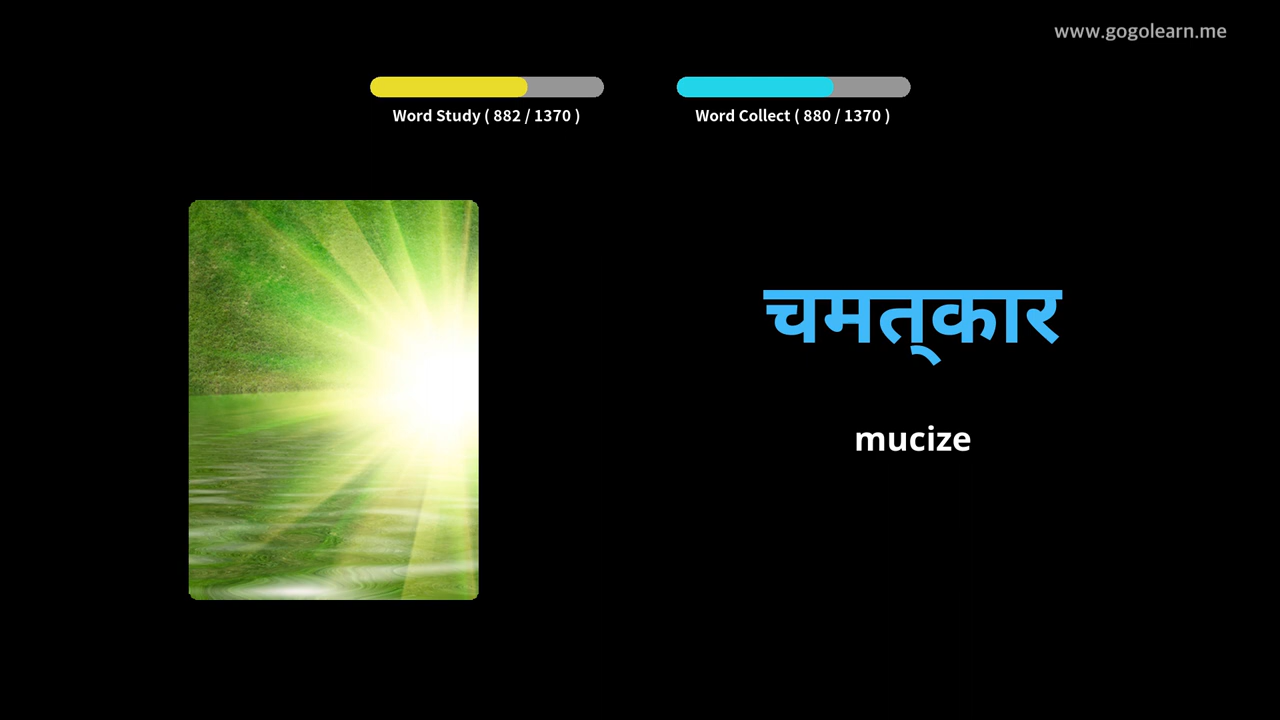 www.gogolearn.me
Word Study ( 882 / 1370 )
Word Collect ( 880 / 1370 )
चमत्‌कार
mucize